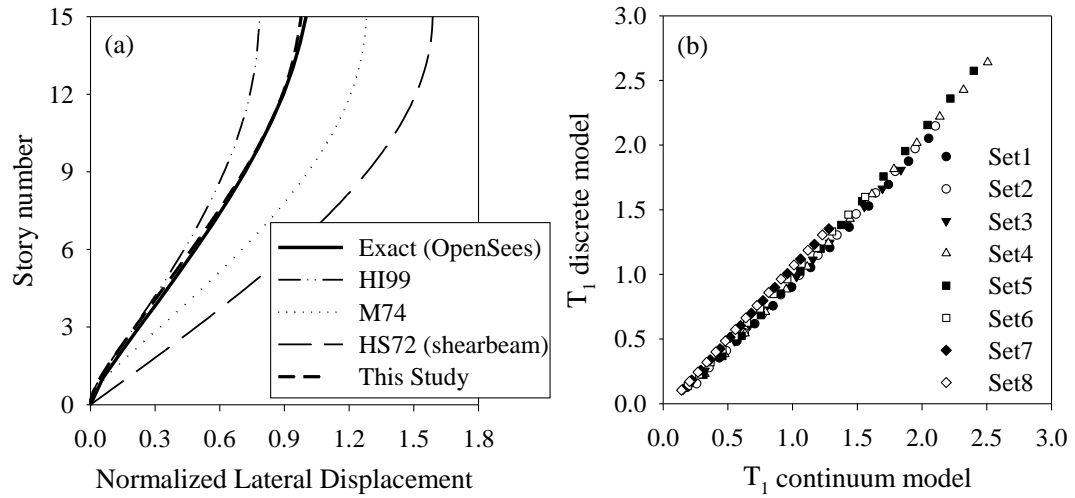 (a)
Story number
15
12
9
6
3
0
0.0 0.3 0.6 0.9 1.2 1.5 1.8
Normalized Lateral Displacement
Exact (OpenSees)
HI99
M74
HS72 (shearbeam)
This Study
(b)
T1 discrete model
3.0
2.5
2.0
1.5
1.0
0.5
0.0
0.0 0.5 1.0 1.5 2.0 2.5 3.0
T1 continuum model
Set1
Set2
Set3
Set4
Set5
Set6
Set7
Set8